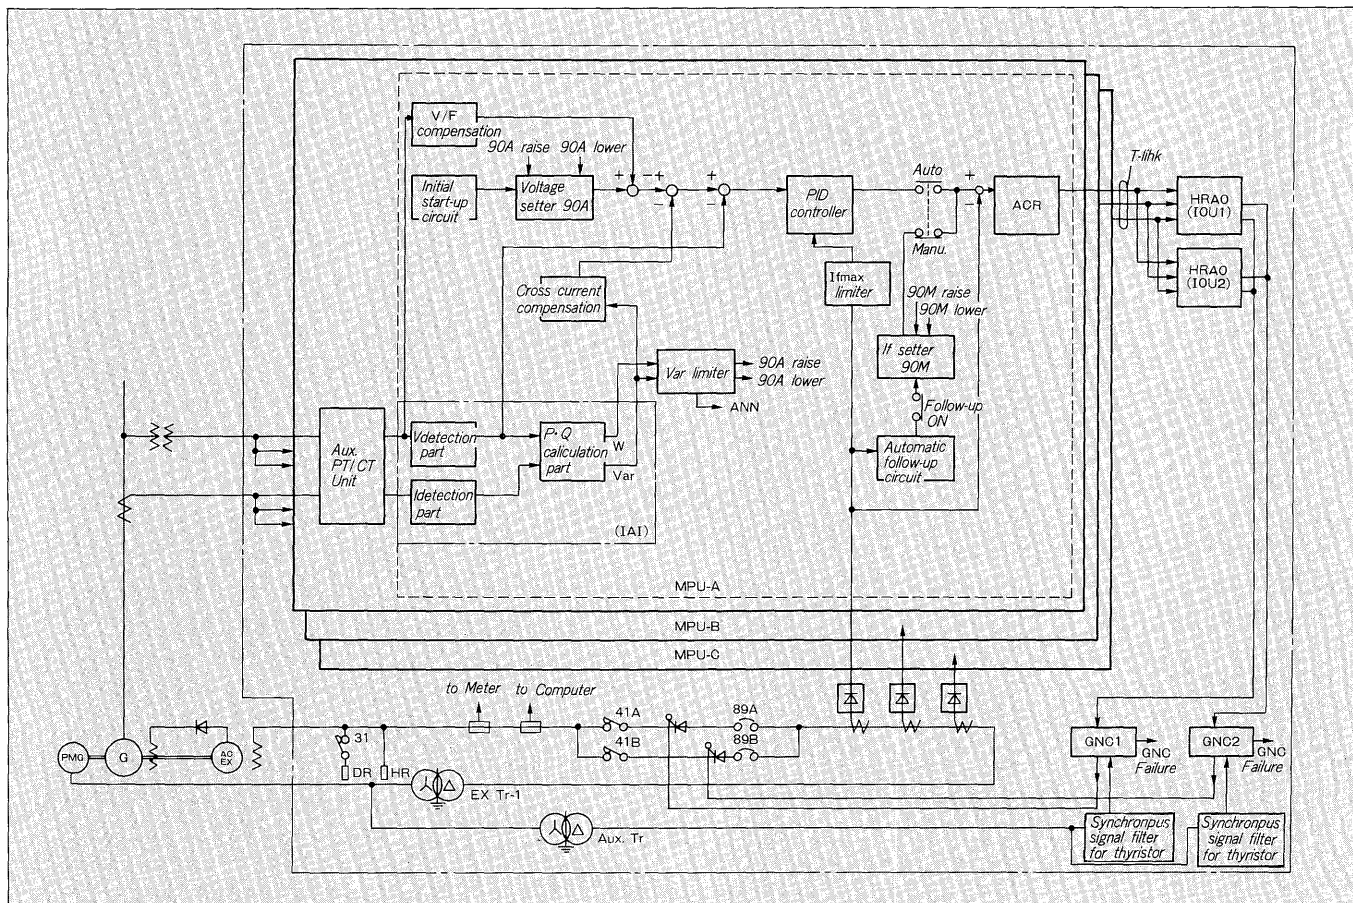 V/F
compensation
90A raise 90A lower
Initial
start-up
circuit
Voltage
setter 90A
+ - + + +
- - -
PID
controller
Auto
Manu.
ACR
T-lihk
HRAO
(IOU1)
HRAO
(IOU2)
Cross current
compensation
Ifmax
limiter
90M raise
90M lower
If setter
90M
Var limiter
90A raise
90A lower
ANN
Follow-up
ON
Automatic
follow-up
circuit
Aux.
PT/CT
Unit
Vdetection
part
P·Q
caliculation
part
W
Var
Idetection
part
(IAI)
MPU-A
MPU-B
MPU-C
to Meter to Computer
31
41A
41B
89A
89B
PMG
G
AC
EX
DR
HR
EX Tr-1
Aux. Tr
GNC1
GNC
Failure
GNC2
GNC
Failure
Synchronpus
signal filter
for thyristor
Synchronpus
signal filter
for thyristor